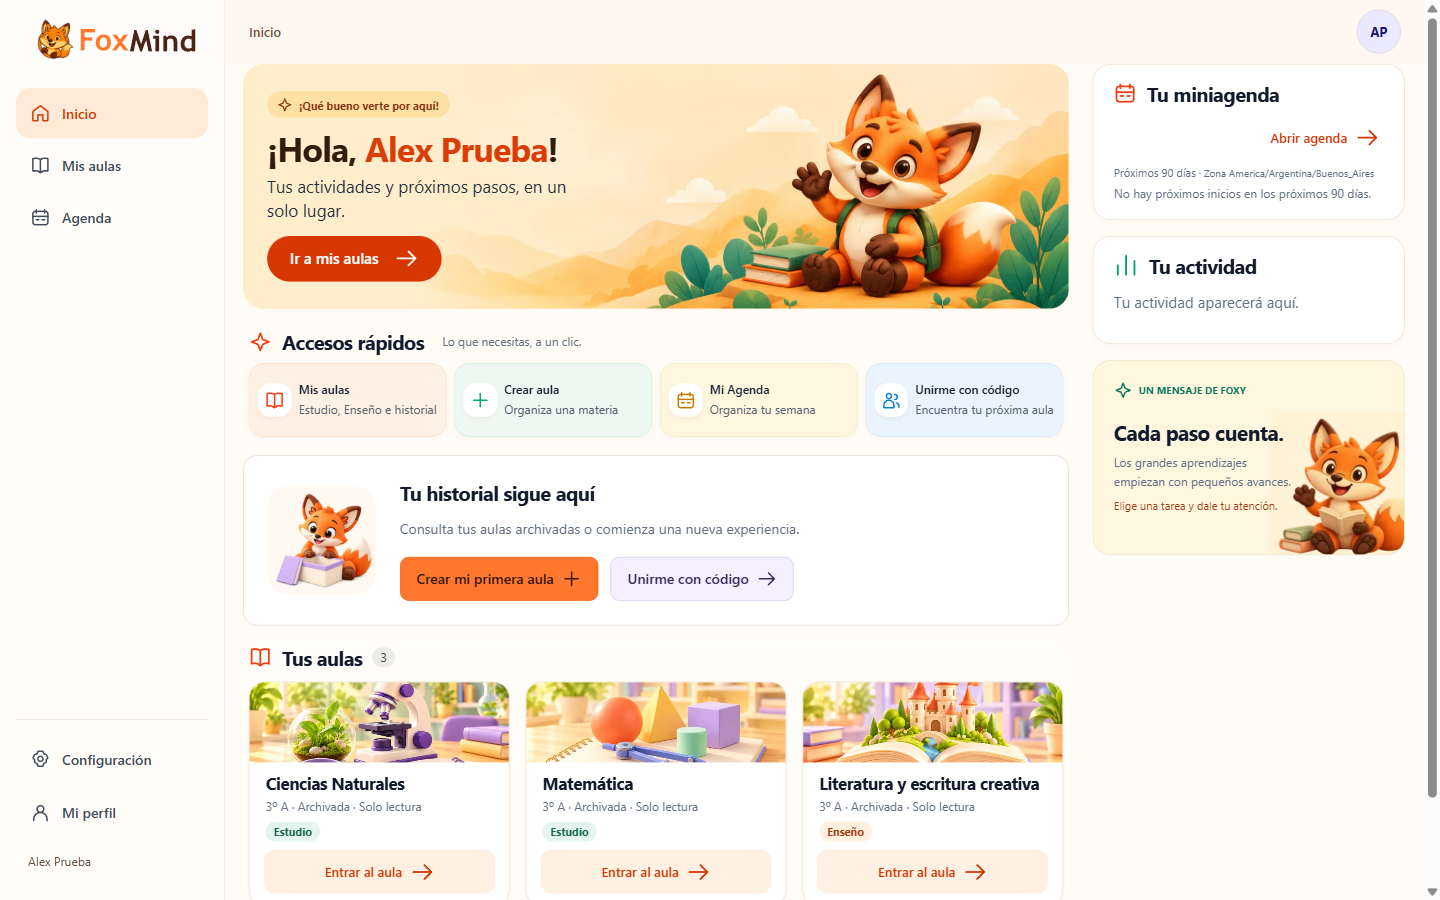 FoxMind
Inicio
Mis aulas
Agenda
Configuración
Mi perfil
Alex Prueba
Inicio
AP
¡Qué bueno verte por aquí!
¡Hola, Alex Prueba!
Tus actividades y próximos pasos, en un
solo lugar.
Ir a mis aulas
Accesos rápidos
Lo que necesitas, a un clic.
Mis aulas
Estudio, Enseño e historial
Crear aula
Organiza una materia
Mi Agenda
Organiza tu semana
Unirme con código
Encuentra tu próxima aula
Tu historial sigue aquí
Consulta tus aulas archivadas o comienza una nueva experiencia.
Crear mi primera aula
Unirme con código
Tus aulas 3
Ciencias Naturales
3º A · Archivada · Solo lectura
Estudio
Entrar al aula
Matemática
3º A · Archivada · Solo lectura
Estudio
Entrar al aula
Literatura y escritura creativa
3º A · Archivada · Solo lectura
Enseño
Entrar al aula
Tu miniagenda
Abrir agenda
Próximos 90 días · Zona America/Argentina/Buenos_Aires
No hay próximos inicios en los próximos 90 días.
Tu actividad
Tu actividad aparecerá aquí.
UN MENSAJE DE FOXY
Cada paso cuenta.
Los grandes aprendizajes
empiezan con pequeños avances.
Elige una tarea y dale tu atención.